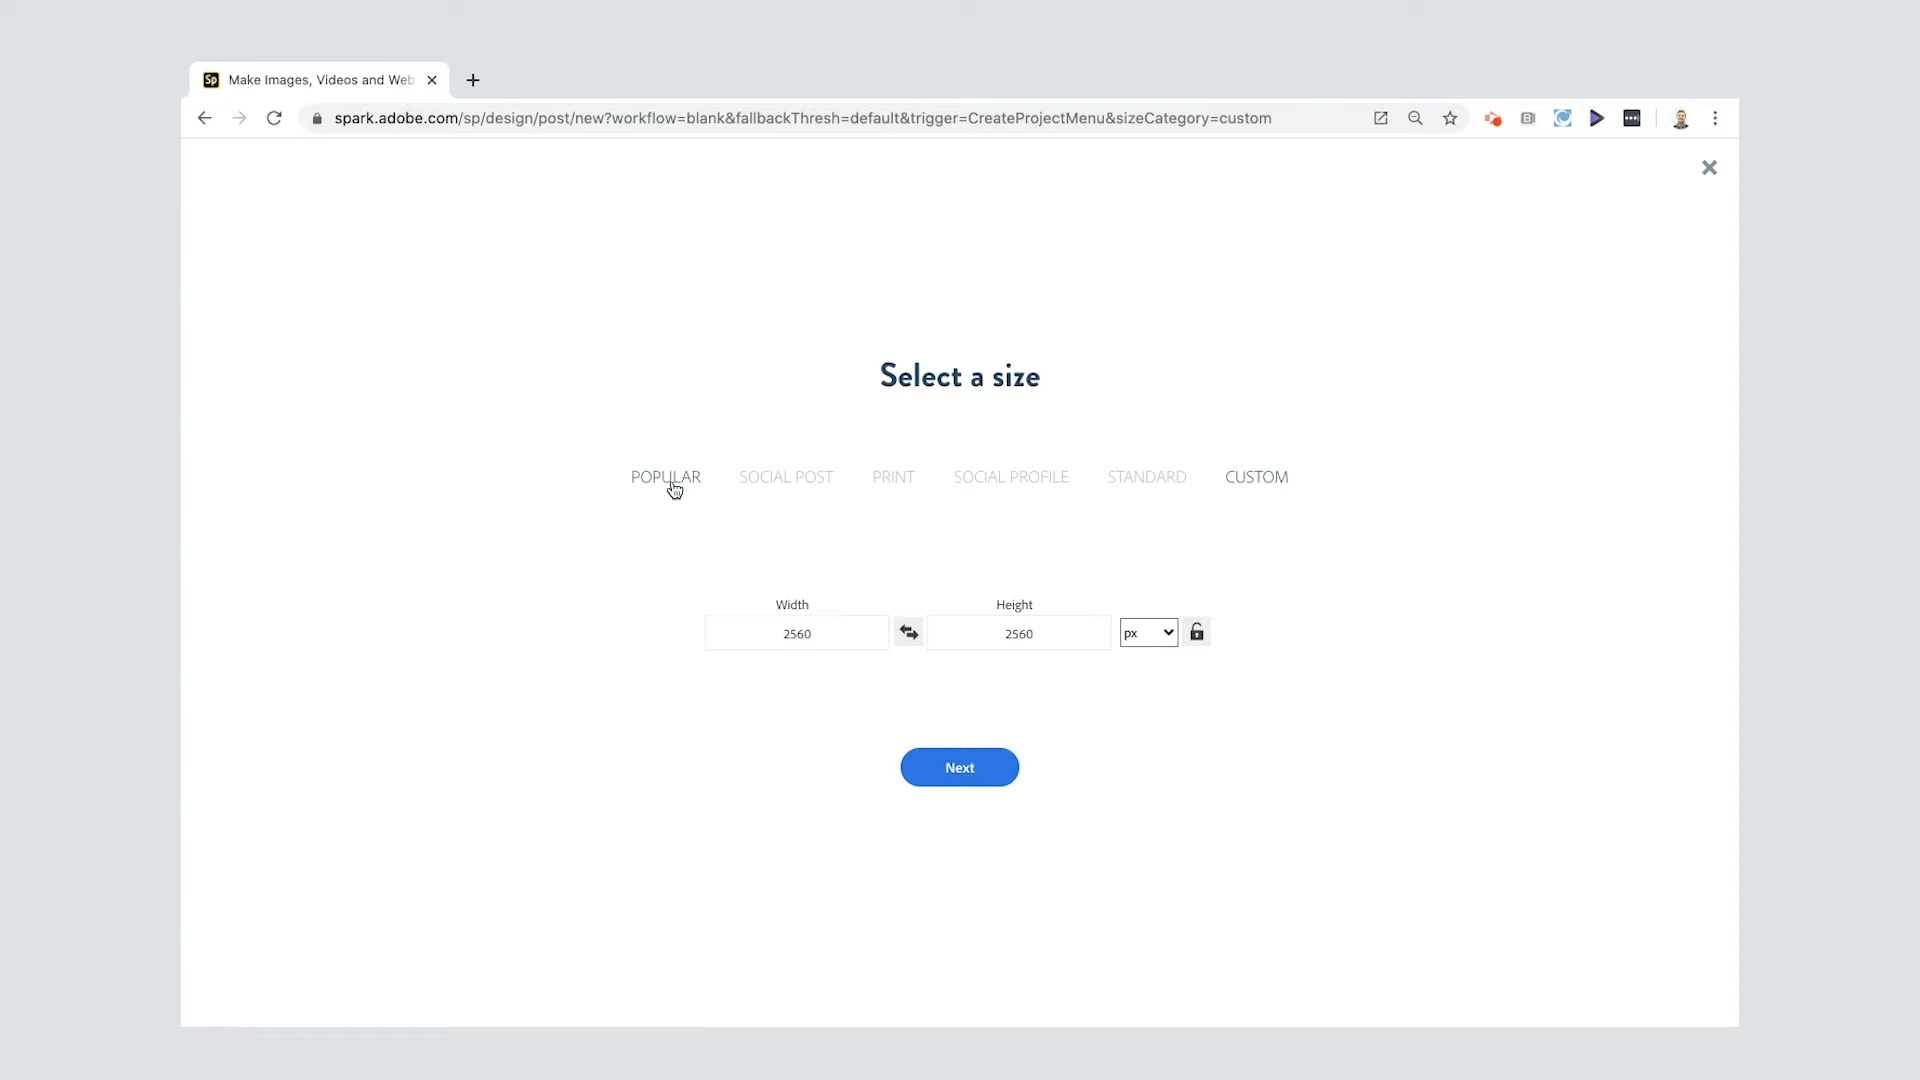 Sp Make Images, Videos and Web
spark.adobe.com/sp/design/post/new?workflow=blank&fallbackThresh=default&trigger=CreateProjectMenu&sizeCategory=custom
Select a size
POPULAR SOCIAL POST PRINT SOCIAL PROFILE STANDARD CUSTOM
Width Height
2560 2560 px
Next